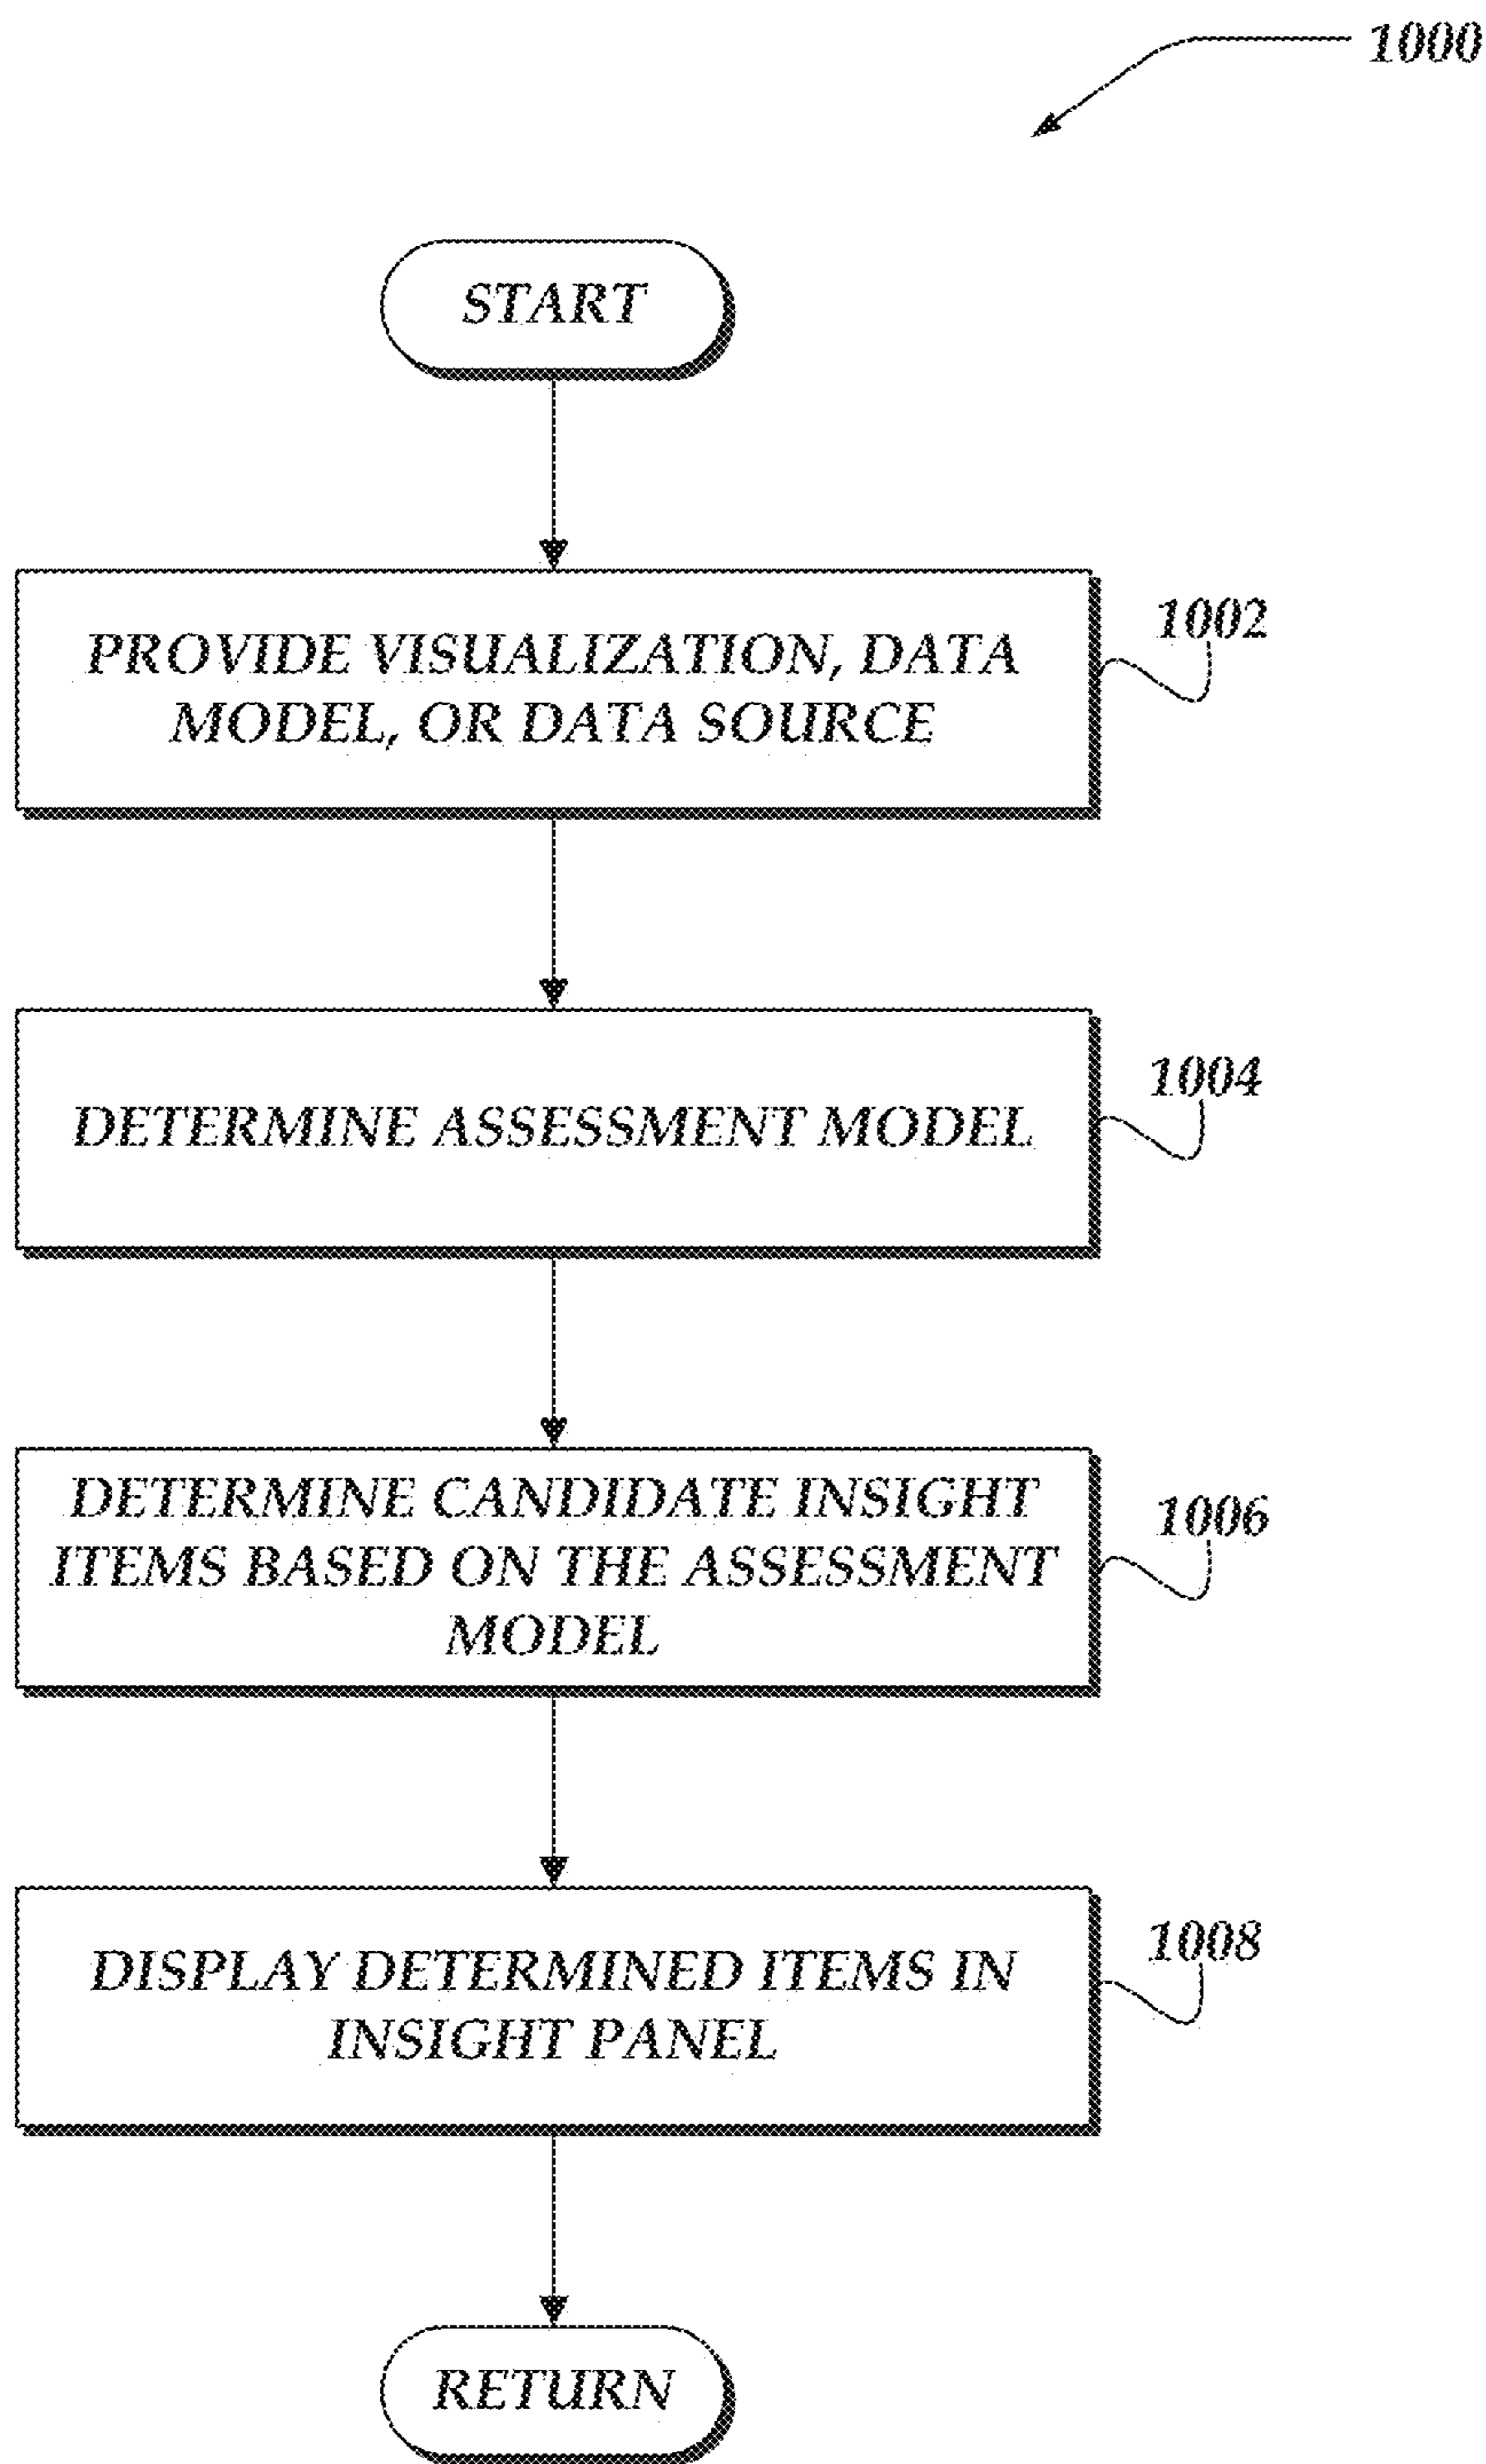 1000
START
PROVIDE VISUALIZATION, DATA
MODEL, OR DATA SOURCE
1002
DETERMINE ASSESSMENT MODEL
1004
DETERMINE CANDIDATE INSIGHT
ITEMS BASED ON THE ASSESSMENT
MODEL
1006
DISPLAY DETERMINED ITEMS IN
INSIGHT PANEL
1008
RETURN